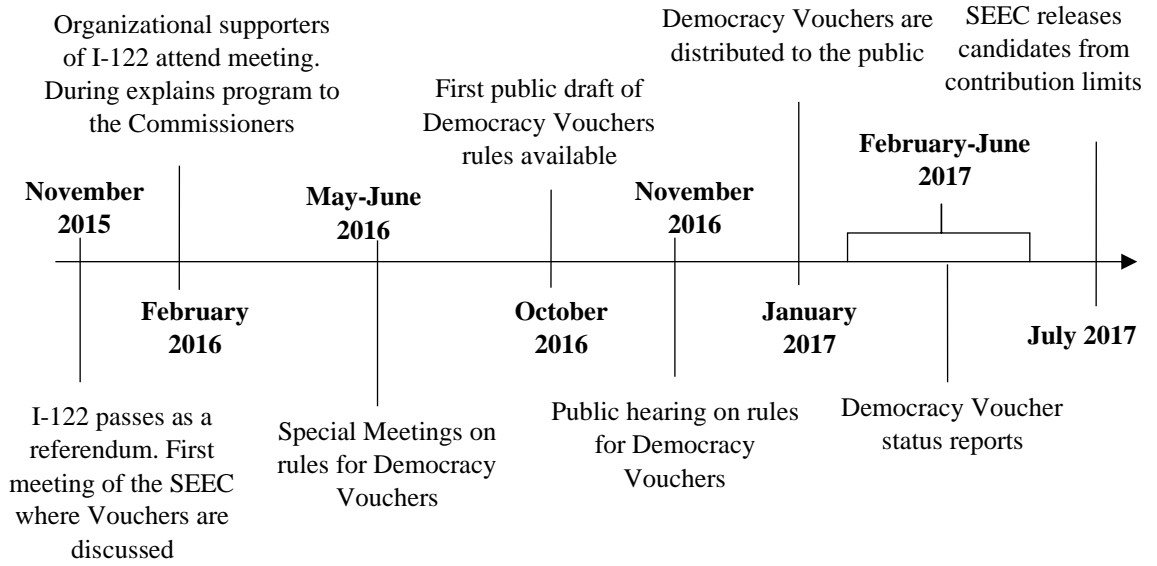 Organizational supporters
of I-122 attend meeting.
During explains program to
the Commissioners
First public draft of
Democracy Vouchers
rules available
Democracy Vouchers are
distributed to the public
SEEC releases
candidates from
contribution limits
November
2015
May-June
2016
November
2016
February-June
2017
February
2016
October
2016
January
2017
July 2017
I-122 passes as a
referendum. First
meeting of the SEEC
where Vouchers are
discussed
Special Meetings on
rules for Democracy
Vouchers
Public hearing on rules
for Democracy
Vouchers
Democracy Voucher
status reports